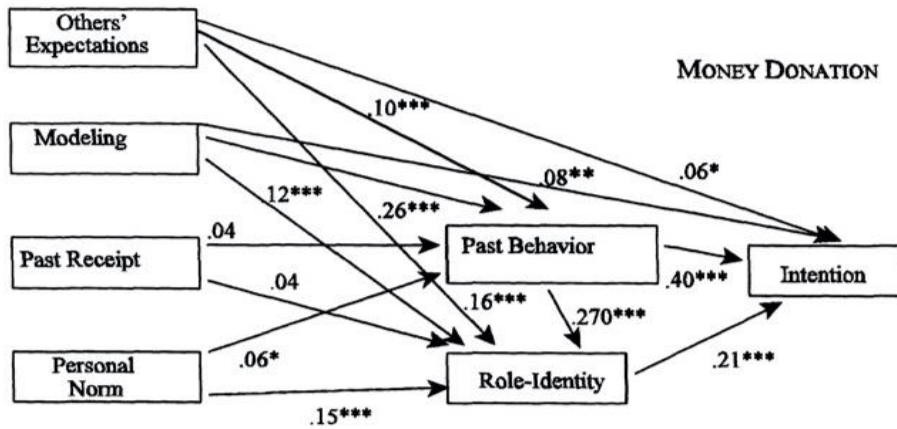 Others'
Expectations
MONEY DONATION
.10***
Modeling
.08**
.06*
.12***
.26***
.04
Past Behavior
Past Receipt
Intention
.04
.40***
.16***
.270***
.06*
.21***
Personal
Norm
Role-Identity
.15***